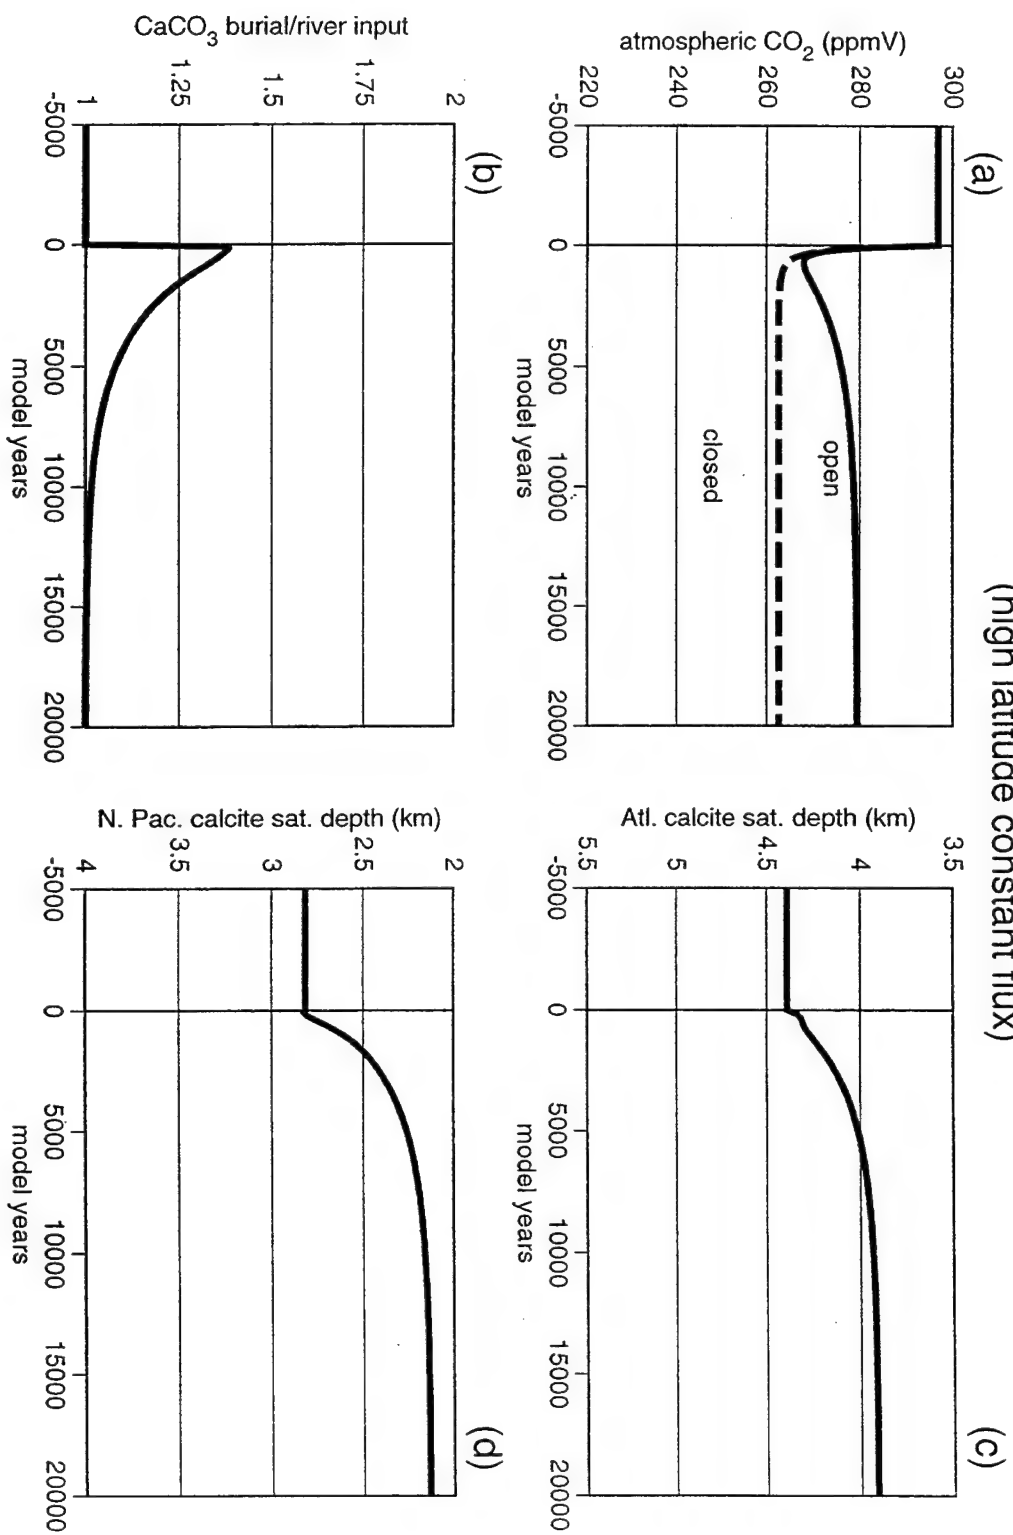 (high latitude constant flux)
(a)
atmospheric CO2 (ppmV)
300
280
260
240
220
open
closed
-5000 0 5000 10000 15000 20000
model years
(b)
CaCO3 burial/river input
2
1.75
1.5
1.25
1
-5000 0 5000 10000 15000 20000
model years
(c)
Atl. calcite sat. depth (km)
3.5
4
4.5
5
5.5
-5000 0 5000 10000 15000 20000
model years
(d)
N. Pac. calcite sat. depth (km)
2
2.5
3
3.5
4
-5000 0 5000 10000 15000 20000
model years